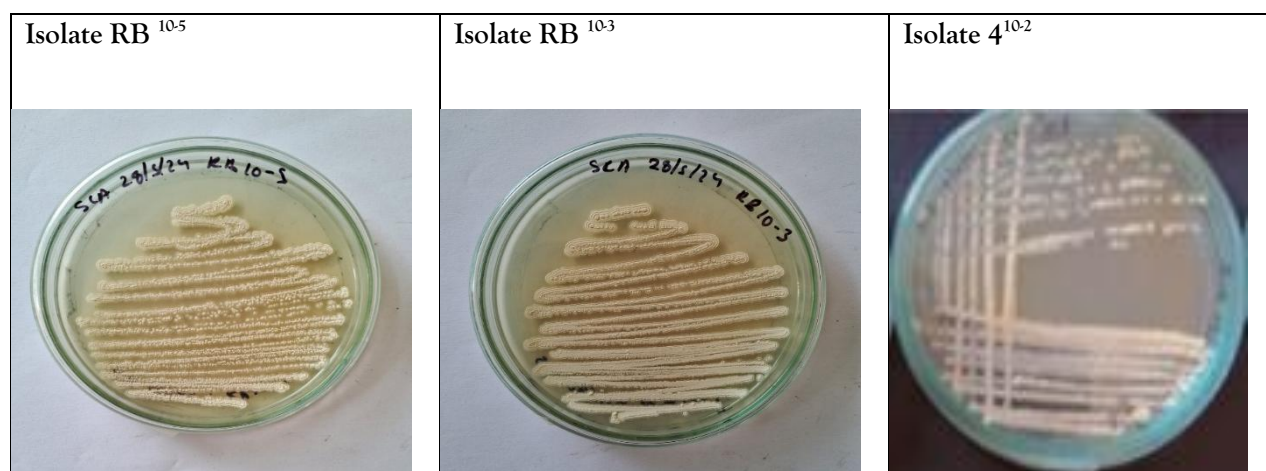 Isolate RB 10-5
Isolate RB 10-3
Isolate 4 10-2
SCA 28/5/24 RB 10-5
SCA 28/5/24 RB 10-3